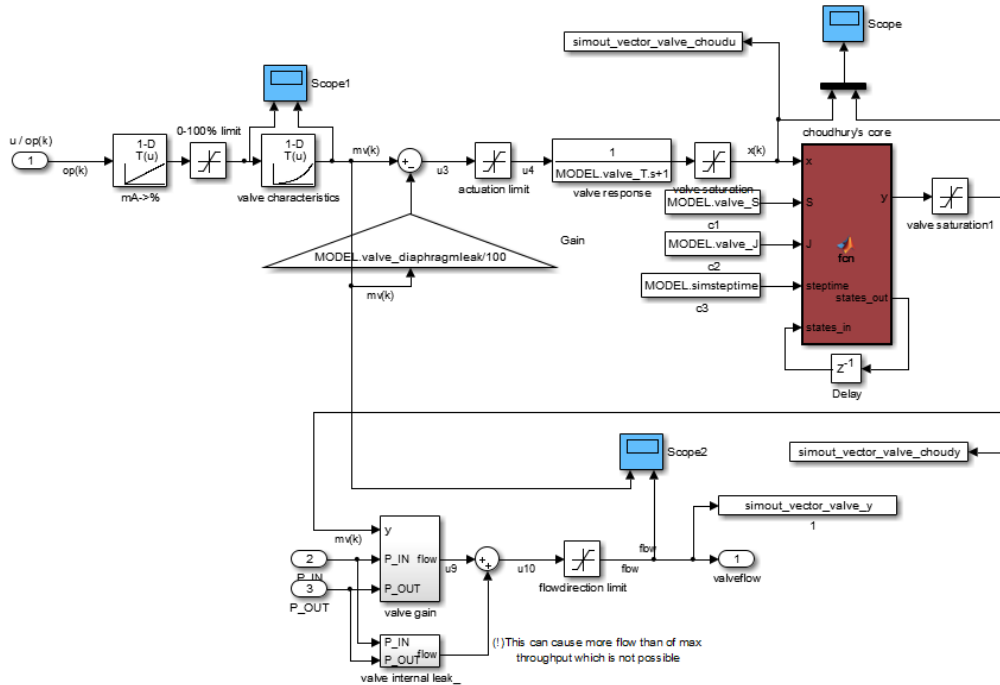 Scope
simout_vector_valve_choudu
Scope1
choudhury's core
u / op(k)
1
op(k)
1-D
T(u)
mA->%
0-100% limit
1-D
T(u)
valve characteristics
mv(k)
u3
actuation limit
u4
1
MODEL.valve_T.s+1
valve response
valve saturation
x(k)
x
MODEL.valve_S
c1
S
y
valve saturation1
MODEL.valve_J
c2
J
fcn
MODEL.simsteptime
c3
steptime
states_out
states_in
Z-1
Delay
Gain
MODEL.valve_diaphragmleak/100
mv(k)
Scope2
simout_vector_valve_choudy
simout_vector_valve_y
1
mv(k)
y
2
P_IN
P_IN
flow
u9
3
P_OUT
P_OUT
valve gain
u10
flowdirection limit
flow
flow
1
valveflow
P_IN
P_OUT
flow
valve internal leak_
(!)This can cause more flow than of max
throughput which is not possible